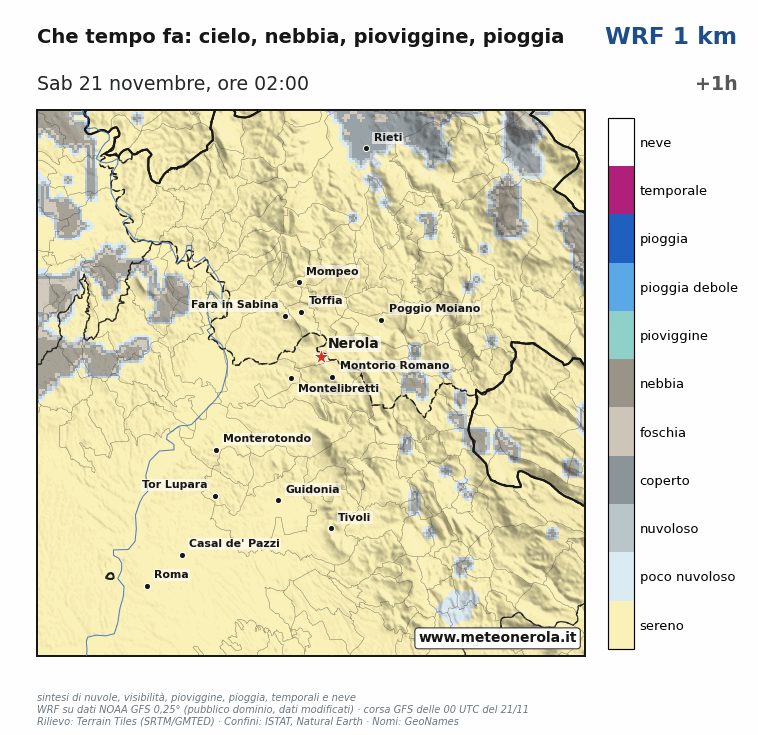 Che tempo fa: cielo, nebbia, pioviggine, pioggia
WRF 1 km
Sab 21 novembre, ore 02:00
+1h
Rieti
Mompeo
Fara in Sabina
Toffia
Poggio Moiano
Nerola
Montorio Romano
Montelibretti
Monterotondo
Tor Lupara
Guidonia
Tivoli
Casal de' Pazzi
Roma
www.meteonerola.it
neve
temporale
pioggia
pioggia debole
pioviggine
nebbia
foschia
coperto
nuvoloso
poco nuvoloso
sereno
sintesi di nuvole, visibilità, pioviggine, pioggia, temporali e neve
WRF su dati NOAA GFS 0,25° (pubblico dominio, dati modificati) · corsa GFS delle 00 UTC del 21/11
Rilievo: Terrain Tiles (SRTM/GMTED) · Confini: ISTAT, Natural Earth · Nomi: GeoNames